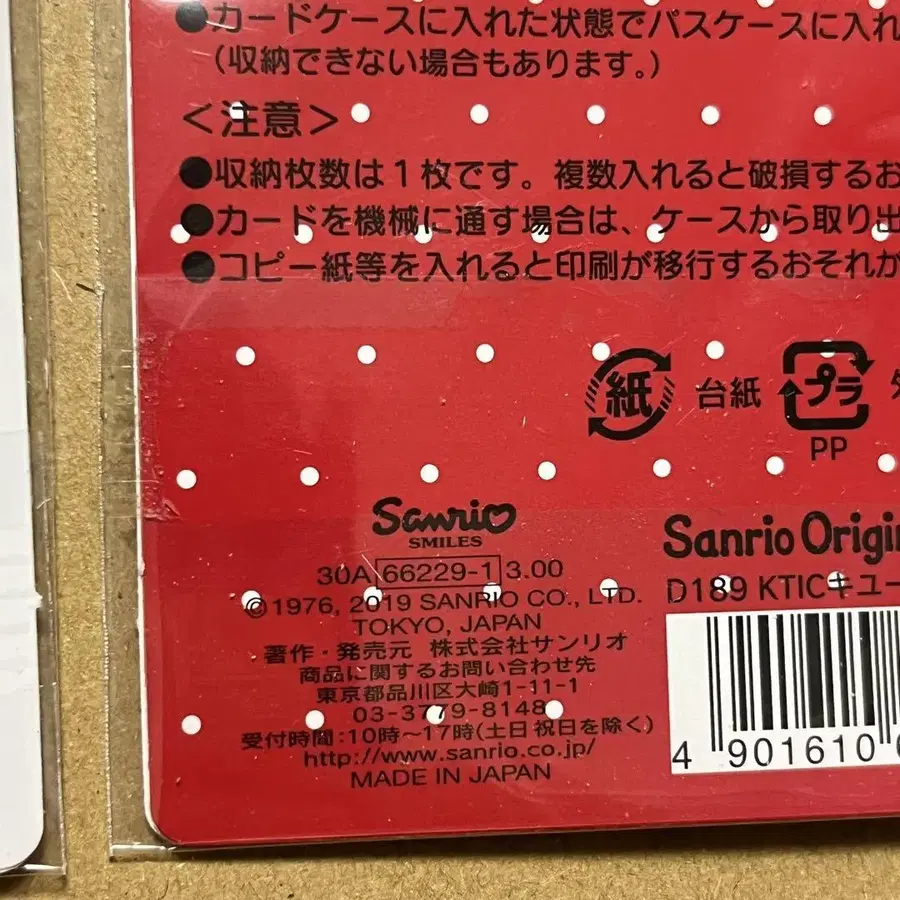 ●カードケースに入れた状態でパスケースに入れ
(収納できない場合もあります。)
＜注意＞
●収納枚数は1枚です。複数入れると破損するお
●カードを機械に通す場合は、ケースから取り出
●コピー紙等を入れると印刷が移行するおそれが
紙 台紙 プラ
PP
Sanrio
SMILES
30A 66229-1 3.00
©1976, 2019 SANRIO CO., LTD.
TOKYO, JAPAN
著作・発売元 株式会社サンリオ
商品に関するお問い合わせ先
東京都品川区大崎1-11-1
03-3779-8148
受付時間:10時〜17時(土日祝日を除く)
http://www.sanrio.co.jp/
MADE IN JAPAN
Sanrio Origin
D189 KTICキユー
4 901610